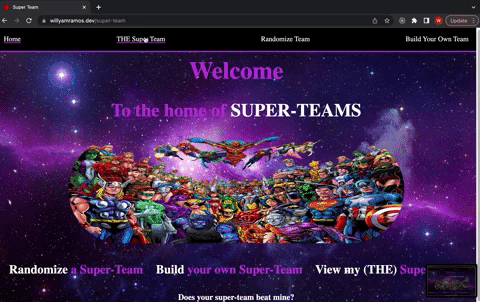 Super Team
willyamramos.dev/super-team
Update
Home
THE Super Team
Randomize Team
Build Your Own Team
Welcome
To the home of SUPER-TEAMS
Randomize a Super-Team Build your own Super-Team View my (THE) Supe
Does your super-team beat mine?